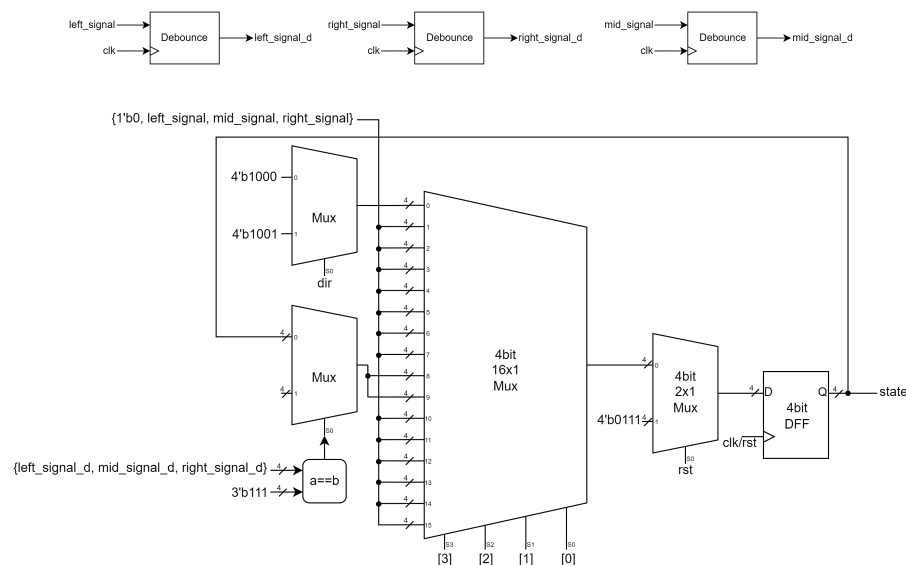 left_signal
clk
Debounce
left_signal_d
right_signal
clk
Debounce
right_signal_d
mid_signal
clk
Debounce
mid_signal_d
{1'b0, left_signal, mid_signal, right_signal}
4'b1000
0
Mux
4'b1001
1
S0
dir
4
0
Mux
4
1
S0
{left_signal_d, mid_signal_d, right_signal_d}
4
3'b111
4
a==b
4
0
4
1
4
2
4
3
4
4
4
5
4
6
4
7
4
8
4
9
4
10
4
11
4
12
4
13
4
14
4
15
4bit
16x1
Mux
S3
S2
S1
S0
[3]
[2]
[1]
[0]
4
0
4bit
2x1
Mux
4'b0111
4
1
S0
rst
4
D
Q
4
4bit
DFF
clk/rst
state